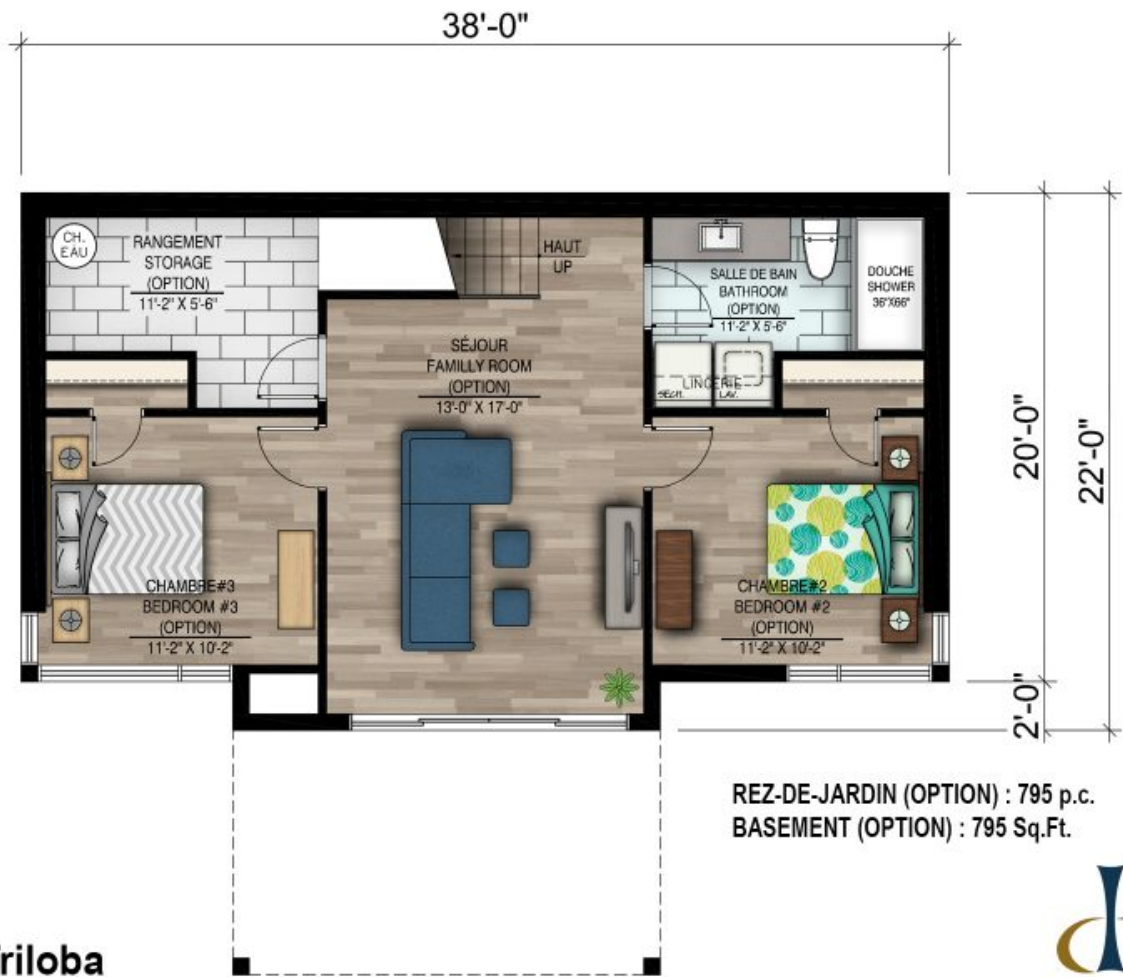 38'-0"
CH.
EAU
RANGEMENT
STORAGE
(OPTION)
11'-2" X 5'-6"
HAUT
UP
SALLE DE BAIN
BATHROOM
(OPTION)
11'-2" X 5'-6"
DOUCHE
SHOWER
36"X66"
SÉJOUR
FAMILLY ROOM
(OPTION)
13'-0" X 17'-0"
LINGERIE
SÉCH.
LAV.
20'-0"
22'-0"
CHAMBRE#3
BEDROOM #3
(OPTION)
11'-2" X 10'-2"
CHAMBRE#2
BEDROOM #2
(OPTION)
11'-2" X 10'-2"
2'-0"
REZ-DE-JARDIN (OPTION) : 795 p.c.
BASEMENT (OPTION) : 795 Sq.Ft.
riloba